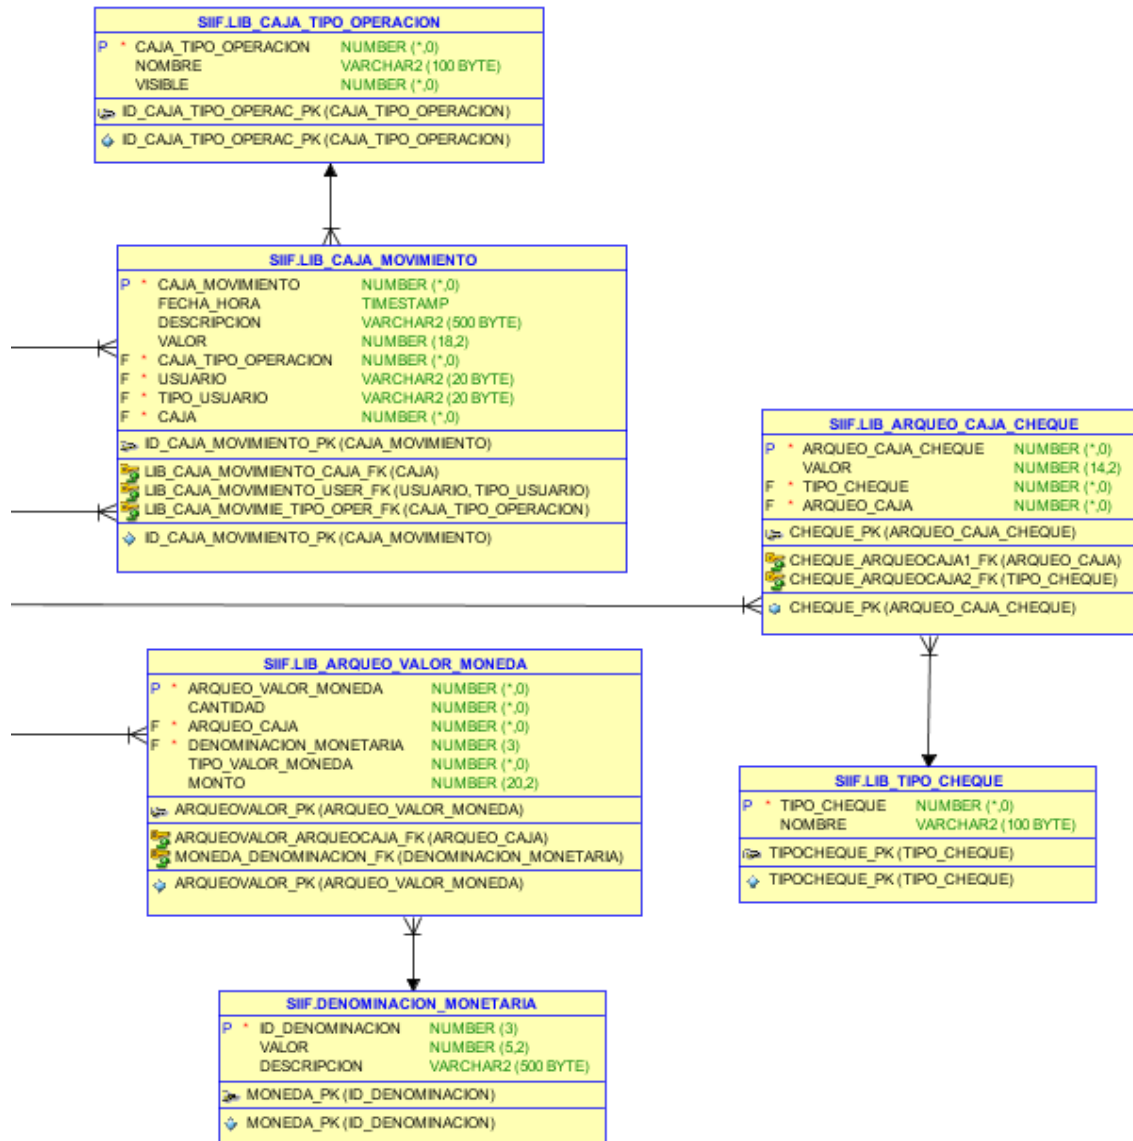 SIIF.LIB_CAJA_TIPO_OPERACION
P * CAJA_TIPO_OPERACION NUMBER (*,0)
NOMBRE VARCHAR2 (100 BYTE)
VISIBLE NUMBER (*,0)
ID_CAJA_TIPO_OPERAC_PK (CAJA_TIPO_OPERACION)
ID_CAJA_TIPO_OPERAC_PK (CAJA_TIPO_OPERACION)
SIIF.LIB_CAJA_MOVIMIENTO
P * CAJA_MOVIMIENTO NUMBER (*,0)
FECHA_HORA TIMESTAMP
DESCRIPCION VARCHAR2 (500 BYTE)
VALOR NUMBER (18,2)
F * CAJA_TIPO_OPERACION NUMBER (*,0)
F * USUARIO VARCHAR2 (20 BYTE)
F * TIPO_USUARIO VARCHAR2 (20 BYTE)
F * CAJA NUMBER (*,0)
ID_CAJA_MOVIMIENTO_PK (CAJA_MOVIMIENTO)
LIB_CAJA_MOVIMIENTO_CAJA_FK (CAJA)
LIB_CAJA_MOVIMIENTO_USER_FK (USUARIO, TIPO_USUARIO)
LIB_CAJA_MOVIMIE_TIPO_OPER_FK (CAJA_TIPO_OPERACION)
ID_CAJA_MOVIMIENTO_PK (CAJA_MOVIMIENTO)
SIIF.LIB_ARQUEO_CAJA_CHEQUE
P * ARQUEO_CAJA_CHEQUE NUMBER (*,0)
VALOR NUMBER (14,2)
F * TIPO_CHEQUE NUMBER (*,0)
F * ARQUEO_CAJA NUMBER (*,0)
CHEQUE_PK (ARQUEO_CAJA_CHEQUE)
CHEQUE_ARQUEOCAJA1_FK (ARQUEO_CAJA)
CHEQUE_ARQUEOCAJA2_FK (TIPO_CHEQUE)
CHEQUE_PK (ARQUEO_CAJA_CHEQUE)
SIIF.LIB_ARQUEO_VALOR_MONEDA
P * ARQUEO_VALOR_MONEDA NUMBER (*,0)
CANTIDAD NUMBER (*,0)
F * ARQUEO_CAJA NUMBER (*,0)
F * DENOMINACION_MONETARIA NUMBER (3)
TIPO_VALOR_MONEDA NUMBER (*,0)
MONTO NUMBER (20,2)
ARQUEOVALOR_PK (ARQUEO_VALOR_MONEDA)
ARQUEOVALOR_ARQUEOCAJA_FK (ARQUEO_CAJA)
MONEDA_DENOMINACION_FK (DENOMINACION_MONETARIA)
ARQUEOVALOR_PK (ARQUEO_VALOR_MONEDA)
SIIF.LIB_TIPO_CHEQUE
P * TIPO_CHEQUE NUMBER (*,0)
NOMBRE VARCHAR2 (100 BYTE)
TIPOCHEQUE_PK (TIPO_CHEQUE)
TIPOCHEQUE_PK (TIPO_CHEQUE)
SIIF.DENOMINACION_MONETARIA
P * ID_DENOMINACION NUMBER (3)
VALOR NUMBER (5,2)
DESCRIPCION VARCHAR2 (500 BYTE)
MONEDA_PK (ID_DENOMINACION)
MONEDA_PK (ID_DENOMINACION)